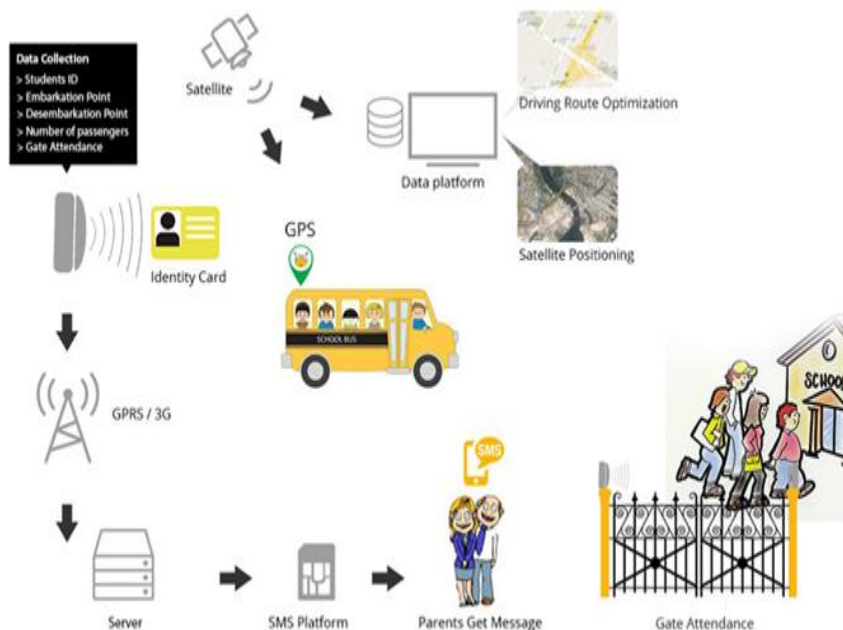 Data Collection
> Students ID
> Embarkation Point
> Desembarkation Point
> Number of passengers
> Gate Attendance
Satellite
Driving Route Optimization
Data platform
Satellite Positioning
Identity Card
GPS
SCHOOL BUS
GPRS / 3G
SCHOOL
SMS
Server
SMS Platform
Parents Get Message
Gate Attendance